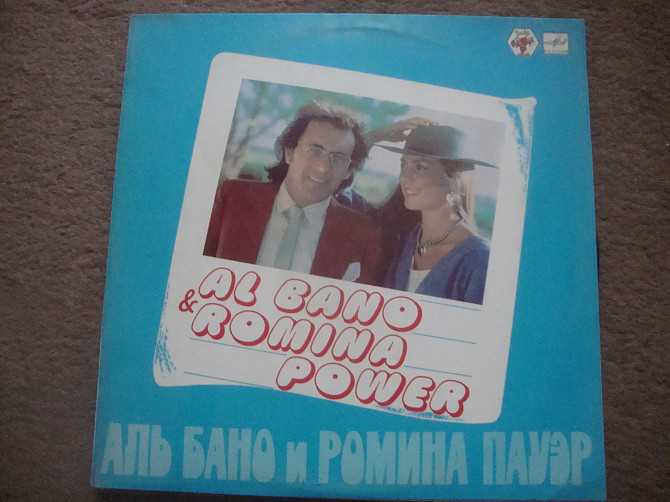 AL BANO
& ROMINA
POWER
АЛЬ БАНО и РОМИНА ПАУЭР